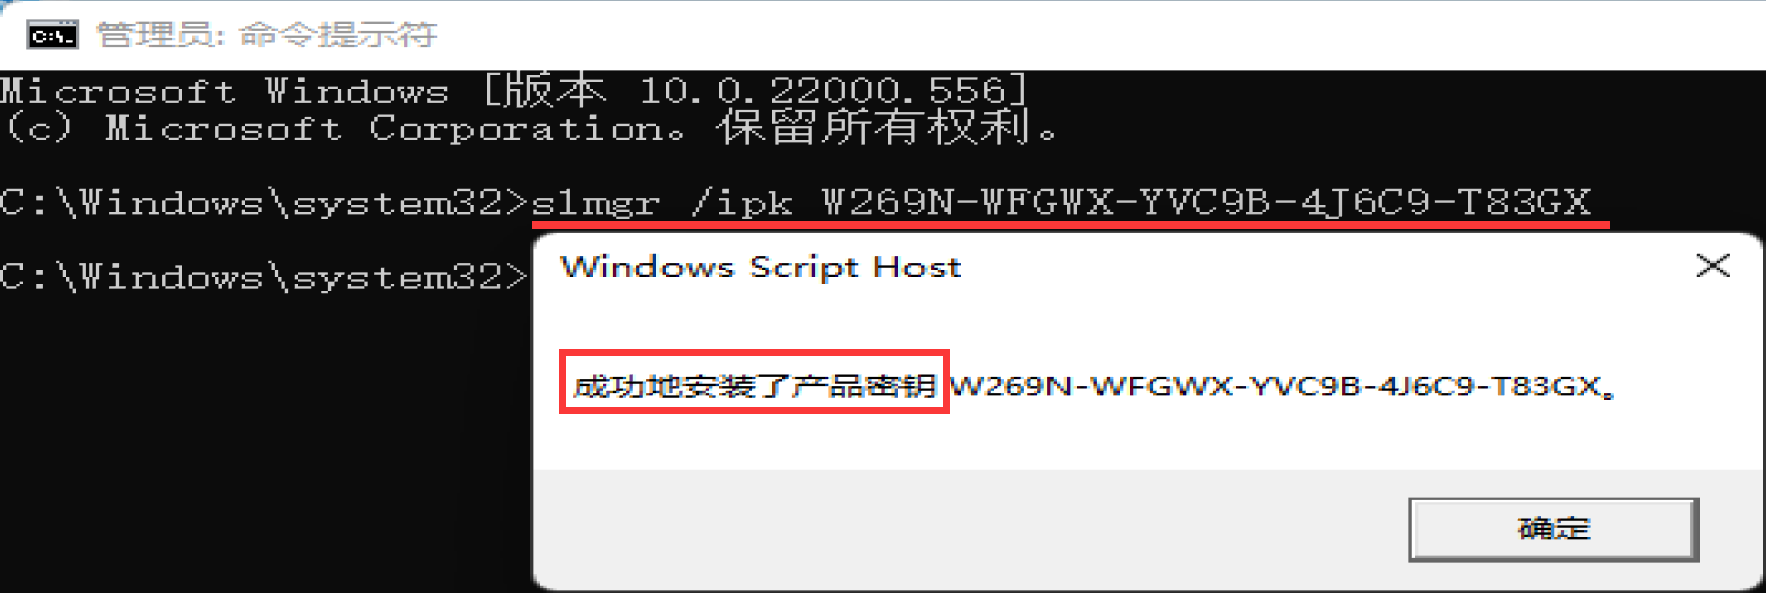 C:\_
管理员: 命令提示符
Microsoft Windows [版本 10.0.22000.556]
(c) Microsoft Corporation。保留所有权利。
C:\Windows\system32>slmgr /ipk W269N-WFGWX-YVC9B-4J6C9-T83GX
C:\Windows\system32>
Windows Script Host
成功地安装了产品密钥 W269N-WFGWX-YVC9B-4J6C9-T83GX。
确定